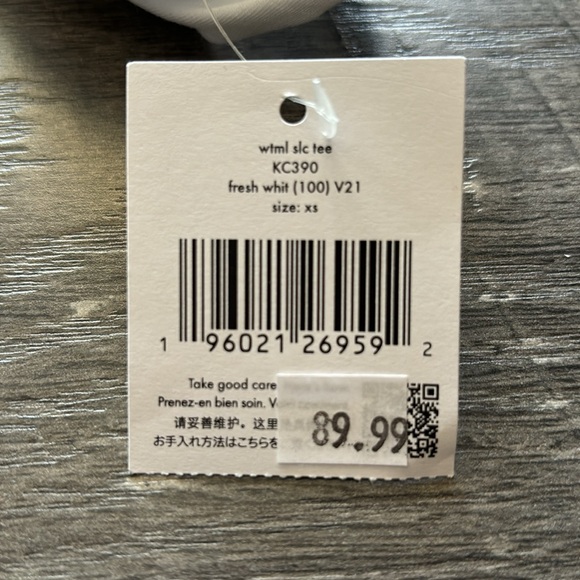 wtml slc tee
KC390
fresh whit (100) V21
size: xs
1 96021 26959 2
Take good care
Prenez-en bien soin.
请妥善维护。这里
お手入れ方法はこちらを
89.99